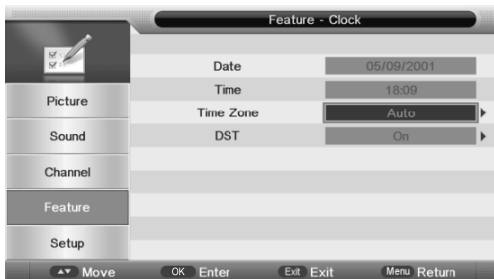 Feature - Clock
Date 05/09/2001
Time 18:09
Time Zone Auto
DST On
Picture
Sound
Channel
Feature
Setup
Move OK Enter Exit Exit Menu Return